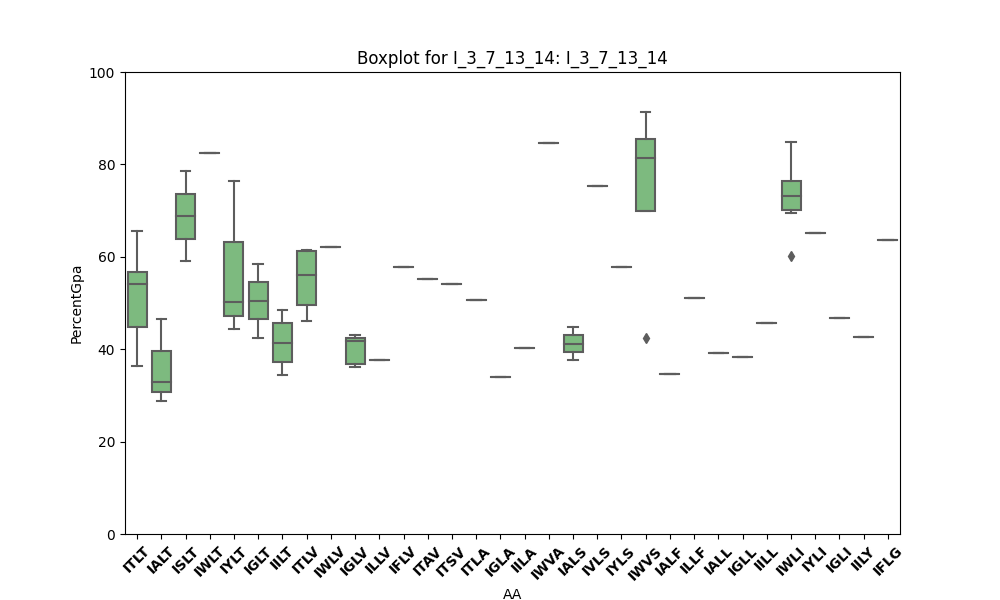 Boxplot for I_3_7_13_14: I_3_7_13_14
PercentGpa
100
80
60
40
20
0
ITLT IALT ISLT IWLT IYLT IGLT IILT ITLV IWLV IGLV ILLV IFLV ITAV ITSV ITLA IGLA IILA IWVA IALS IVLS IYLS IWVS IALF ILLF IALL IGLL IILL IWLI IYLI IGLI IILY IFLG
AA